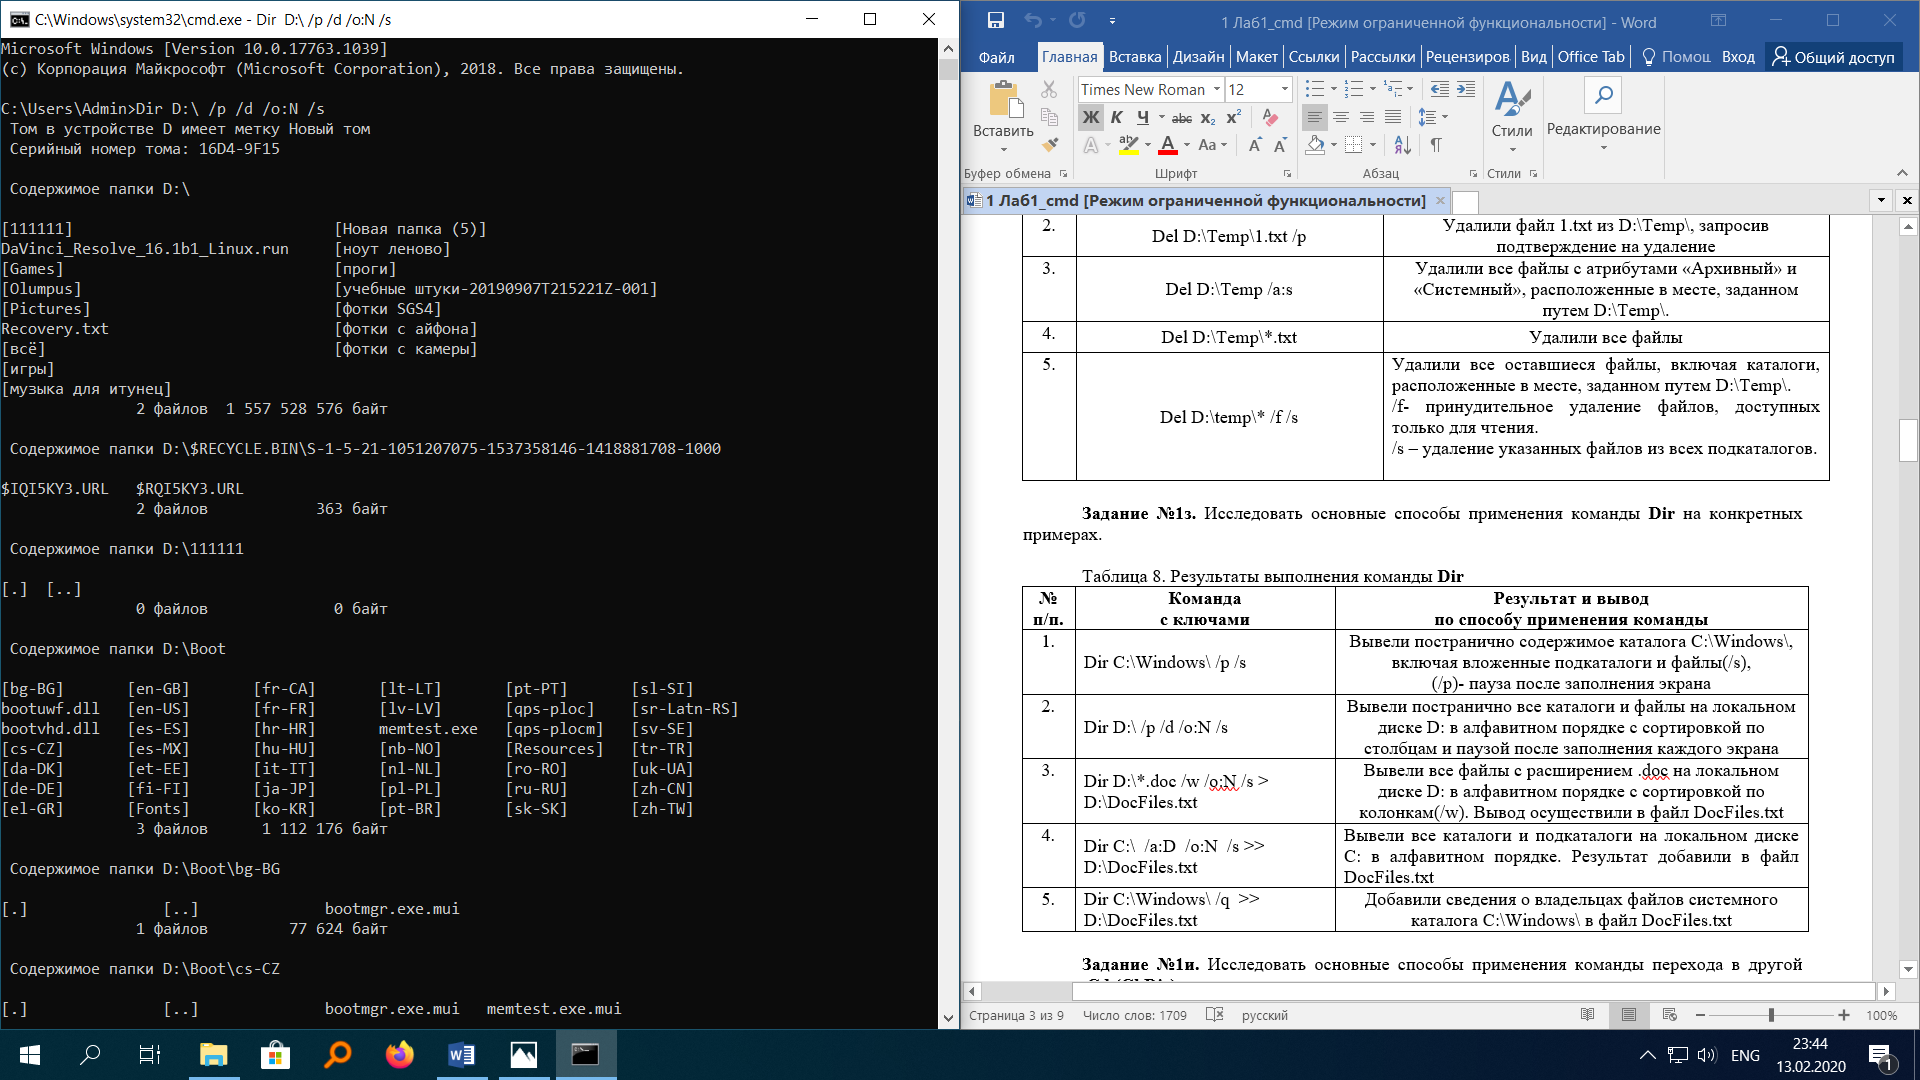 C:\Windows\system32\cmd.exe - Dir  D:\ /p /d /o:N /s
Microsoft Windows [Version 10.0.17763.1039]
(c) Корпорация Майкрософт (Microsoft Corporation), 2018. Все права защищены.
C:\Users\Admin>Dir D:\ /p /d /o:N /s
Том в устройстве D имеет метку Новый том
Серийный номер тома: 16D4-9F15
Содержимое папки D:\
[111111] [Новая папка (5)]
DaVinci_Resolve_16.1b1_Linux.run [ноут леново]
[Games] [проги]
[Olumpus] [учебные штуки-20190907T215221Z-001]
[Pictures] [фотки SGS4]
Recovery.txt [фотки с айфона]
[всё] [фотки с камеры]
[игры]
[музыка для итунец]
2 файлов 1 557 528 576 байт
Содержимое папки D:\$RECYCLE.BIN\S-1-5-21-1051207075-1537358146-1418881708-1000
$IQI5KY3.URL $RQI5KY3.URL
2 файлов 363 байт
Содержимое папки D:\111111
[.] [..]
0 файлов 0 байт
Содержимое папки D:\Boot
[bg-BG] [en-GB] [fr-CA] [lt-LT] [pt-PT] [sl-SI]
bootuwf.dll [en-US] [fr-FR] [lv-LV] [qps-ploc] [sr-Latn-RS]
bootvhd.dll [es-ES] [hr-HR] memtest.exe [qps-plocm] [sv-SE]
[cs-CZ] [es-MX] [hu-HU] [nb-NO] [Resources] [tr-TR]
[da-DK] [et-EE] [it-IT] [nl-NL] [ro-RO] [uk-UA]
[de-DE] [fi-FI] [ja-JP] [pl-PL] [ru-RU] [zh-CN]
[el-GR] [Fonts] [ko-KR] [pt-BR] [sk-SK] [zh-TW]
3 файлов 1 112 176 байт
Содержимое папки D:\Boot\bg-BG
[.] [..] bootmgr.exe.mui
1 файлов 77 624 байт
Содержимое папки D:\Boot\cs-CZ
[.] [..] bootmgr.exe.mui memtest.exe.mui
1 Лаб1_cmd [Режим ограниченной функциональности] - Word
Файл Главная Вставка Дизайн Макет Ссылки Рассылки Рецензиров Вид Office Tab Помощ Вход Общий доступ
Вставить
Times New Roman 12
Ж К Ч abc x₂ x²
А Aa
Стили
Редактирование
Буфер обмена Шрифт Абзац Стили
1 Лаб1_cmd [Режим ограниченной функциональности]
2. Del D:\Temp\1.txt /p Удалили файл 1.txt из D:\Temp\, запросив
подтверждение на удаление
3. Del D:\Temp /a:s Удалили все файлы с атрибутами «Архивный» и
«Системный», расположенные в месте, заданном
путем D:\Temp\.
4. Del D:\Temp\*.txt Удалили все файлы
5. Del D:\temp\* /f /s Удалили все оставшиеся файлы, включая каталоги,
расположенные в месте, заданном путем D:\Temp\.
/f- принудительное удаление файлов, доступных
только для чтения.
/s – удаление указанных файлов из всех подкаталогов.
Задание №1з. Исследовать основные способы применения команды Dir на конкретных
примерах.
Таблица 8. Результаты выполнения команды Dir
№ Команда Результат и вывод
п/п. с ключами по способу применения команды
1. Dir C:\Windows\ /p /s Вывели постранично содержимое каталога C:\Windows\,
включая вложенные подкаталоги и файлы(/s),
(/p)- пауза после заполнения экрана
2. Dir D:\ /p /d /o:N /s Вывели постранично все каталоги и файлы на локальном
диске D: в алфавитном порядке с сортировкой по
столбцам и паузой после заполнения каждого экрана
3. Dir D:\*.doc /w /o:N /s > Вывели все файлы с расширением .doc на локальном
D:\DocFiles.txt диске D: в алфавитном порядке с сортировкой по
колонкам(/w). Вывод осуществили в файл DocFiles.txt
4. Dir C:\ /a:D /o:N /s >> Вывели все каталоги и подкаталоги на локальном диске
D:\DocFiles.txt C: в алфавитном порядке. Результат добавили в файл
DocFiles.txt
5. Dir C:\Windows\ /q >> Добавили сведения о владельцах файлов системного
D:\DocFiles.txt каталога C:\Windows\ в файл DocFiles.txt
Задание №1и. Исследовать основные способы применения команды перехода в другой
Страница 3 из 9 Число слов: 1709 русский 100%
ENG 23:44
13.02.2020
1